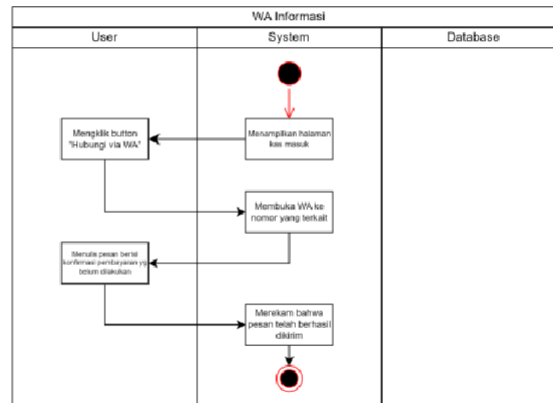 WA Informasi
User
System
Database
Menampilkan halaman
kas masuk
Mengklik button
"Hubungi via WA"
Membuka WA ke
nomor yang terkait
Menulis pesan berisi
konfirmasi pembayaran yg
belum dilakukan
Merekam bahwa
pesan telah berhasil
dikirim